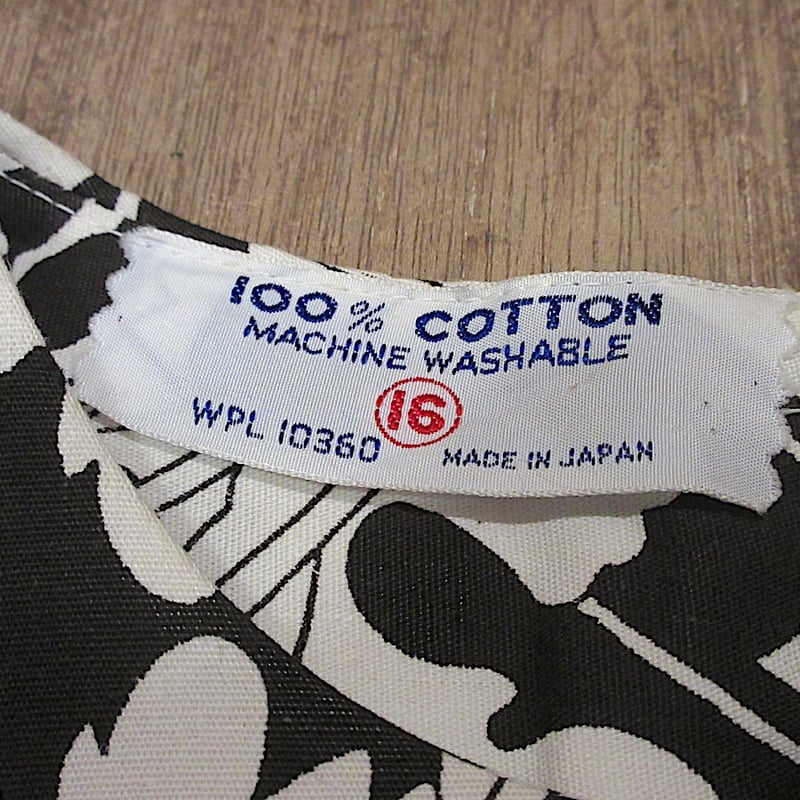 100% COTTON
MACHINE WASHABLE
16
WPL 10360 MADE IN JAPAN